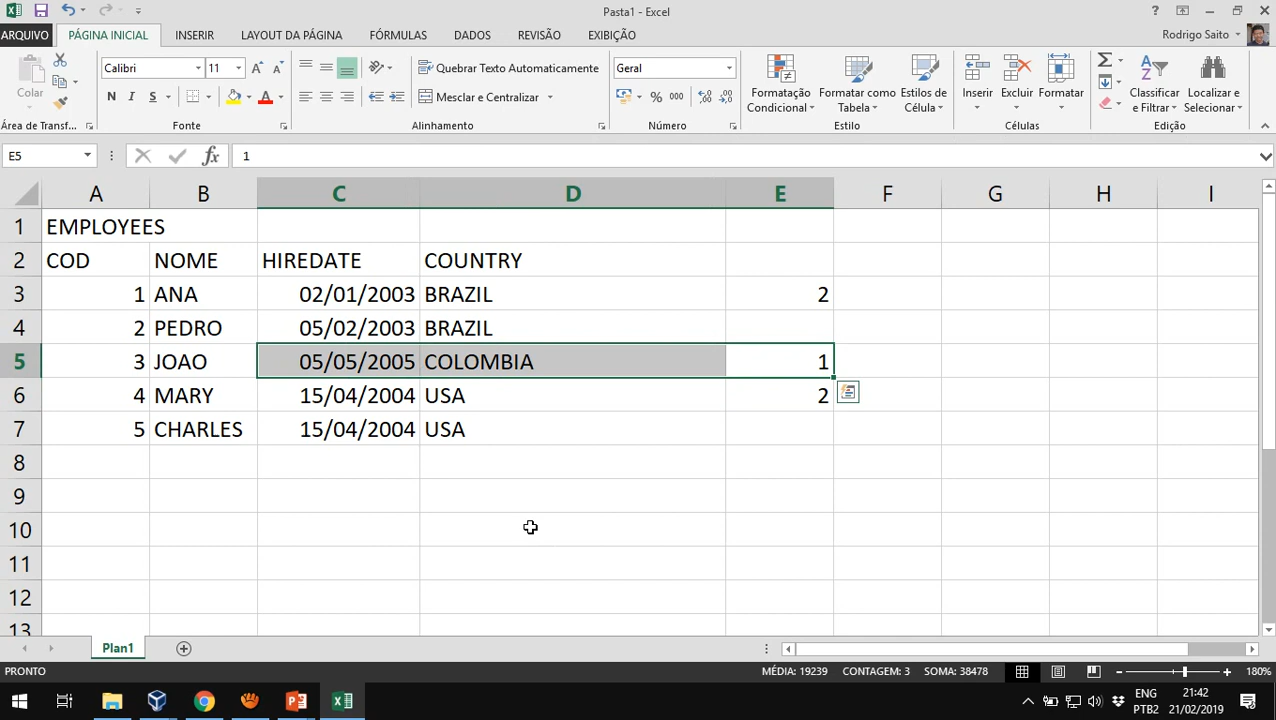 Pasta1 - Excel
ARQUIVO PÁGINA INICIAL INSERIR LAYOUT DA PÁGINA FÓRMULAS DADOS REVISÃO EXIBIÇÃO Rodrigo Saito
Colar
Calibri 11
N I S
Quebrar Texto Automaticamente
Mesclar e Centralizar
Geral
% 000
Formatação Condicional
Formatar como Tabela
Estilos de Célula
Inserir
Excluir
Formatar
Classificar e Filtrar
Localizar e Selecionar
Área de Transf... Fonte Alinhamento Número Estilo Células Edição
E5 fx 1
A B C D E F G H I
1 EMPLOYEES
2 COD NOME HIREDATE COUNTRY
3 1 ANA 02/01/2003 BRAZIL 2
4 2 PEDRO 05/02/2003 BRAZIL
5 3 JOAO 05/05/2005 COLOMBIA 1
6 4 MARY 15/04/2004 USA 2
7 5 CHARLES 15/04/2004 USA
8
9
10
11
12
13
Plan1
PRONTO MÉDIA: 19239 CONTAGEM: 3 SOMA: 38478 180%
ENG 21:42
PTB2 21/02/2019